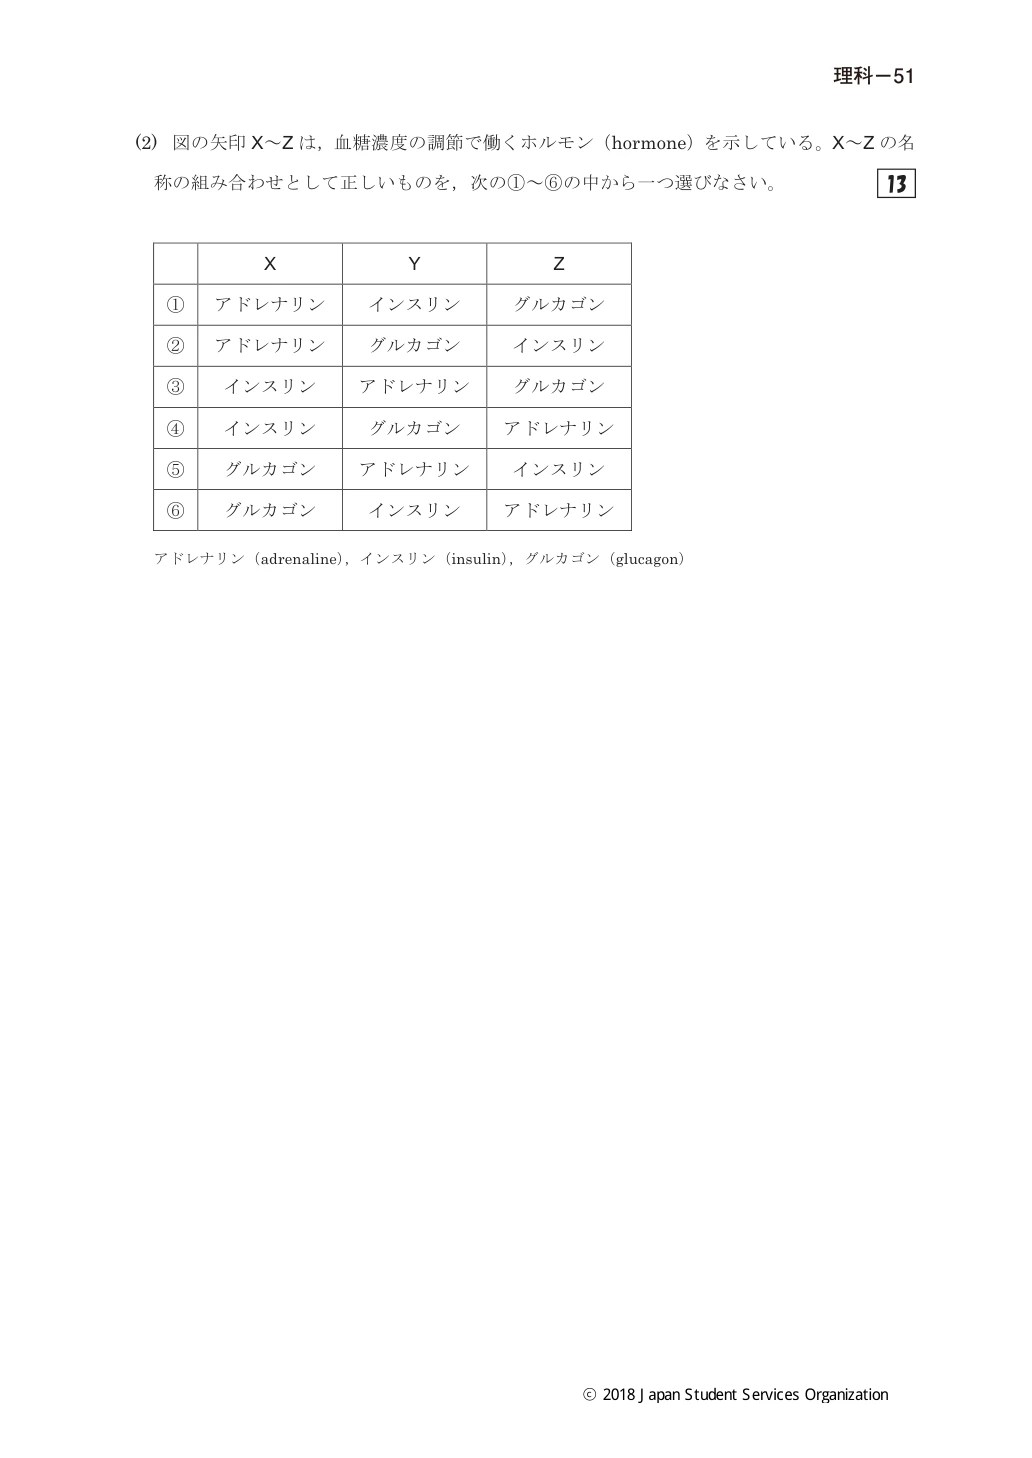 理科－51
(2) 図の矢印 X～Z は，血糖濃度の調節で働くホルモン（hormone）を示している。X～Z の名
称の組み合わせとして正しいものを，次の①～⑥の中から一つ選びなさい。 13
X Y Z
① アドレナリン インスリン グルカゴン
② アドレナリン グルカゴン インスリン
③ インスリン アドレナリン グルカゴン
④ インスリン グルカゴン アドレナリン
⑤ グルカゴン アドレナリン インスリン
⑥ グルカゴン インスリン アドレナリン
アドレナリン（adrenaline），インスリン（insulin），グルカゴン（glucagon）
© 2018 Japan Student Services Organization